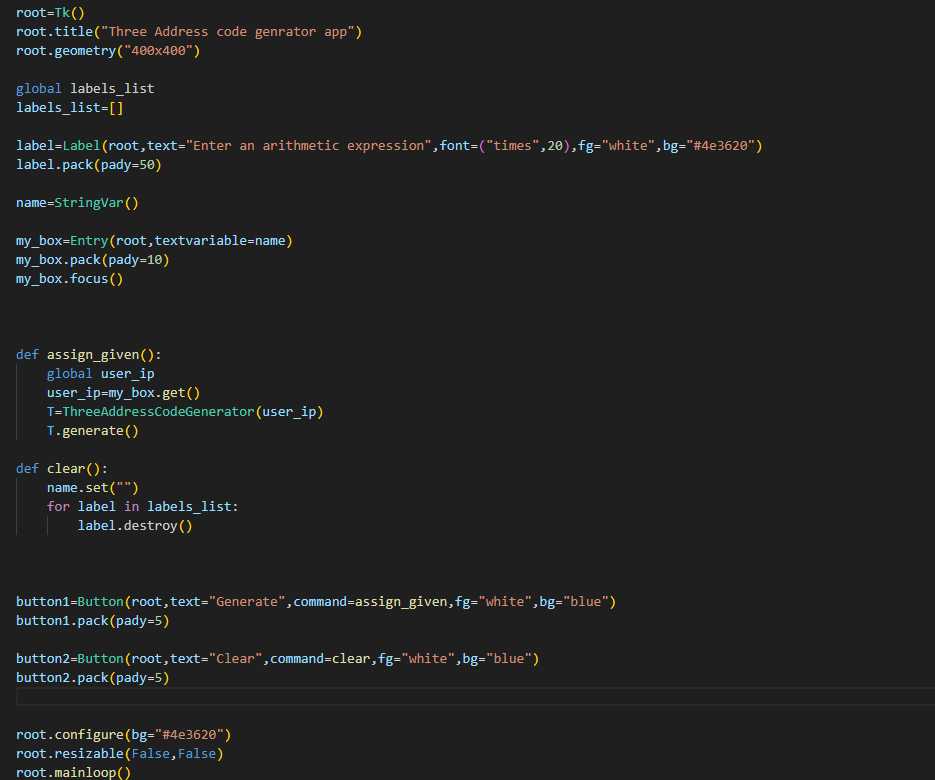 root=Tk()
root.title("Three Address code genrator app")
root.geometry("400x400")
global labels_list
labels_list=[]
label=Label(root,text="Enter an arithmetic expression",font=("times",20),fg="white",bg="#4e3620")
label.pack(pady=50)
name=StringVar()
my_box=Entry(root,textvariable=name)
my_box.pack(pady=10)
my_box.focus()
def assign_given():
    global user_ip
    user_ip=my_box.get()
    T=ThreeAddressCodeGenerator(user_ip)
    T.generate()
def clear():
    name.set("")
    for label in labels_list:
        label.destroy()
button1=Button(root,text="Generate",command=assign_given,fg="white",bg="blue")
button1.pack(pady=5)
button2=Button(root,text="Clear",command=clear,fg="white",bg="blue")
button2.pack(pady=5)
root.configure(bg="#4e3620")
root.resizable(False,False)
root.mainloop()